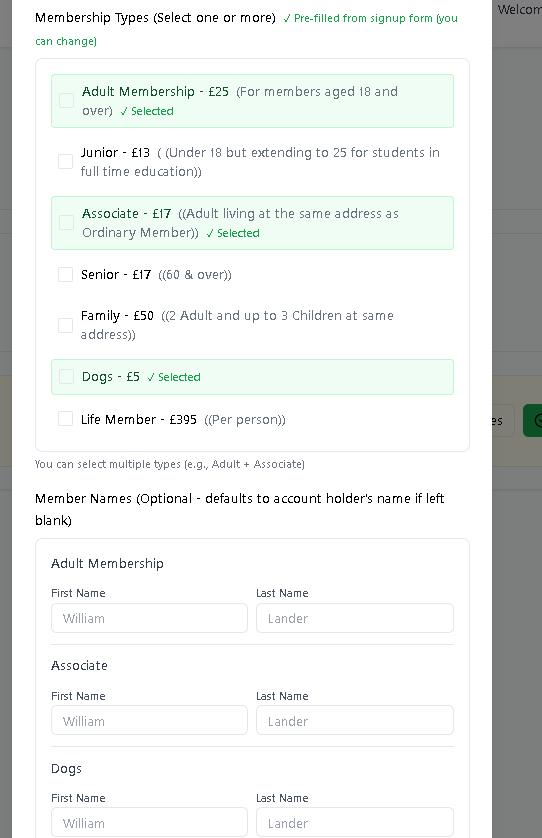 Welcom
Membership Types (Select one or more) ✓ Pre-filled from signup form (you
can change)
Adult Membership - £25 (For members aged 18 and
over) ✓ Selected
Junior - £13 ( (Under 18 but extending to 25 for students in
full time education))
Associate - £17 ((Adult living at the same address as
Ordinary Member)) ✓ Selected
Senior - £17 ((60 & over))
Family - £50 ((2 Adult and up to 3 Children at same
address))
Dogs - £5 ✓ Selected
Life Member - £395 ((Per person))
es
You can select multiple types (e.g., Adult + Associate)
Member Names (Optional - defaults to account holder's name if left
blank)
Adult Membership
First Name Last Name
William Lander
Associate
First Name Last Name
William Lander
Dogs
First Name Last Name
William Lander